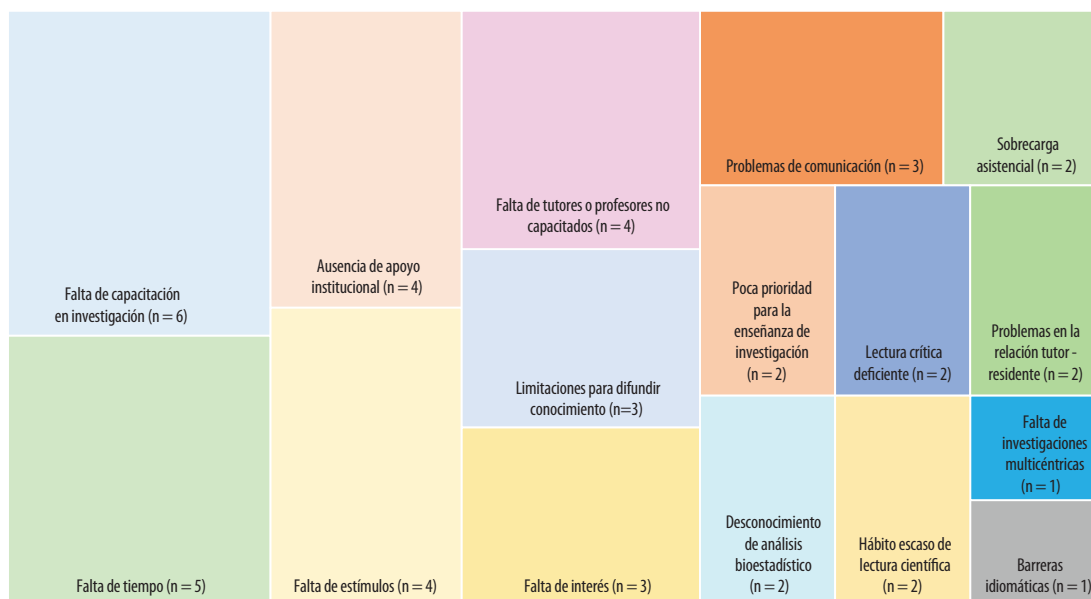 Falta de capacitación
en investigación (n = 6)
Falta de tiempo (n = 5)
Ausencia de apoyo
institucional (n = 4)
Falta de estímulos (n = 4)
Falta de tutores o profesores no
capacitados (n = 4)
Limitaciones para difundir
conocimiento (n=3)
Falta de interés (n = 3)
Problemas de comunicación (n = 3)
Sobrecarga
asistencial (n = 2)
Poca prioridad
para la
enseñanza de
investigación
(n = 2)
Lectura crítica
deficiente (n = 2)
Problemas en la
relación tutor -
residente (n = 2)
Desconocimiento
de análisis
bioestadístico
(n = 2)
Hábito escaso de
lectura científica
(n = 2)
Falta de
investigaciones
multicéntricas
(n = 1)
Barreras
idiomáticas (n = 1)